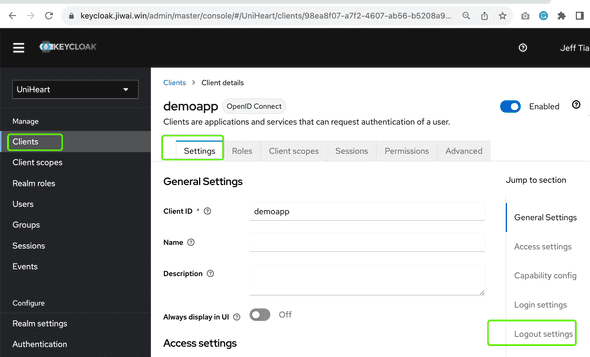 keycloak.jiwai.win/admin/master/console/#/UniHeart/clients/98ea8f07-a7f2-4607-ab56-b5208a9...
KEYCLOAK
Jeff Tia
UniHeart
Manage
Clients
Client scopes
Realm roles
Users
Groups
Sessions
Events
Configure
Realm settings
Authentication
Clients > Client details
demoapp OpenID Connect
Enabled
Clients are applications and services that can request authentication of a user.
Settings Roles Client scopes Sessions Permissions Advanced
General Settings
Client ID *
demoapp
Name
Description
Always display in UI
Off
Access settings
Jump to section
General Settings
Access settings
Capability config
Login settings
Logout settings